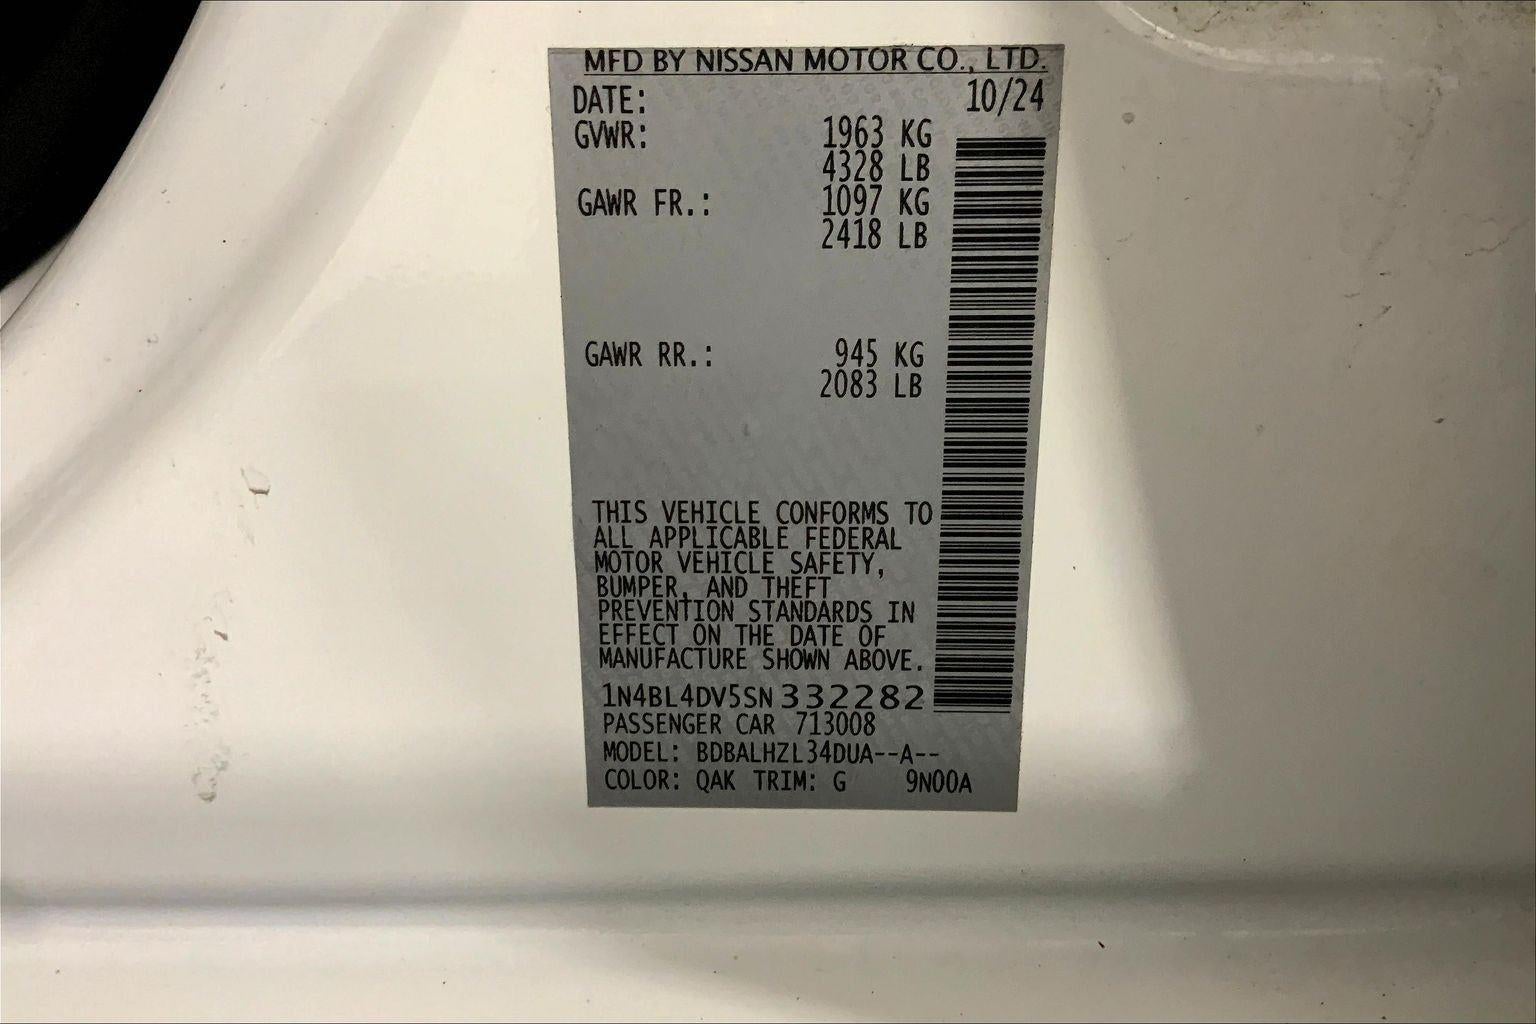 MFD BY NISSAN MOTOR CO., LTD.
DATE: 10/24
GVWR: 1963 KG
4328 LB
GAWR FR.: 1097 KG
2418 LB
GAWR RR.: 945 KG
2083 LB
THIS VEHICLE CONFORMS TO
ALL APPLICABLE FEDERAL
MOTOR VEHICLE SAFETY,
BUMPER, AND THEFT
PREVENTION STANDARDS IN
EFFECT ON THE DATE OF
MANUFACTURE SHOWN ABOVE.
1N4BL4DV5SN332282
PASSENGER CAR 713008
MODEL: BDBALHZL34DUA--A--
COLOR: QAK TRIM: G 9N00A